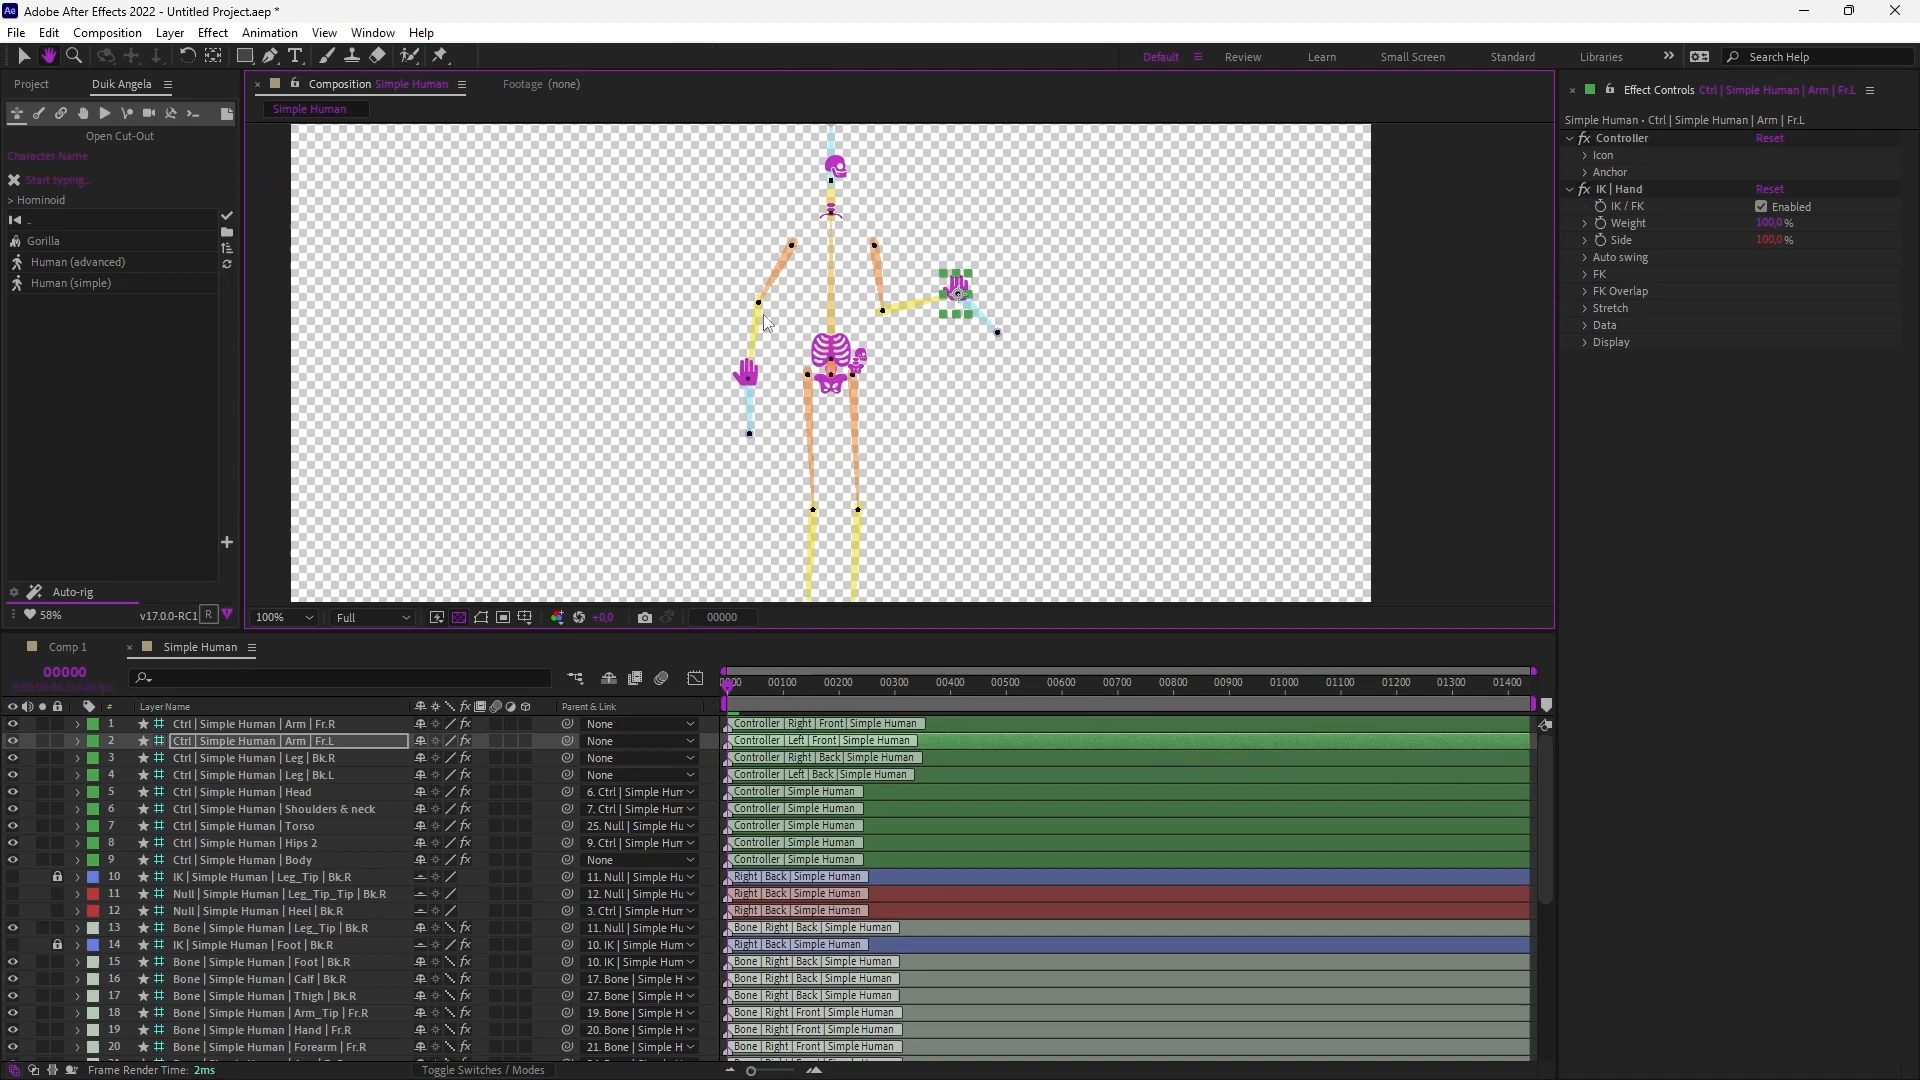 Adobe After Effects 2022 - Untitled Project.aep *
File Edit Composition Layer Effect Animation View Window Help
Default Review Learn Small Screen Standard Libraries Search Help
Project Duik Angela
Open Cut-Out
Character Name
Start typing...
> Hominoid
..
Gorilla
Human (advanced)
Human (simple)
Auto-rig
58% v17.0.0-RC1 R
Composition Simple Human Footage (none)
Simple Human
100% Full +0,0 00000
Effect Controls Ctrl | Simple Human | Arm | Fr.L
Simple Human • Ctrl | Simple Human | Arm | Fr.L
fx Controller Reset
Icon
Anchor
fx IK | Hand Reset
IK / FK Enabled
Weight 100,0 %
Side 100,0 %
Auto swing
FK
FK Overlap
Stretch
Data
Display
Comp 1 Simple Human
00000
# Layer Name Parent & Link
00100 00200 00300 00400 00500 00600 00700 00800 00900 01000 01100 01200 01300 01400
1 Ctrl | Simple Human | Arm | Fr.R None Controller | Right | Front | Simple Human
2 Ctrl | Simple Human | Arm | Fr.L None Controller | Left | Front | Simple Human
3 Ctrl | Simple Human | Leg | Bk.R None Controller | Right | Back | Simple Human
4 Ctrl | Simple Human | Leg | Bk.L None Controller | Left | Back | Simple Human
5 Ctrl | Simple Human | Head 6. Ctrl | Simple Hum Controller | Simple Human
6 Ctrl | Simple Human | Shoulders & neck 7. Ctrl | Simple Hum Controller | Simple Human
7 Ctrl | Simple Human | Torso 25. Null | Simple Hu Controller | Simple Human
8 Ctrl | Simple Human | Hips 2 9. Ctrl | Simple Hum Controller | Simple Human
9 Ctrl | Simple Human | Body None Controller | Simple Human
10 IK | Simple Human | Leg_Tip | Bk.R 11. Null | Simple Hu Right | Back | Simple Human
11 Null | Simple Human | Leg_Tip_Tip | Bk.R 12. Null | Simple Hu Right | Back | Simple Human
12 Null | Simple Human | Heel | Bk.R 3. Ctrl | Simple Hum Right | Back | Simple Human
13 Bone | Simple Human | Leg_Tip | Bk.R 11. Null | Simple Hu Bone | Right | Back | Simple Human
14 IK | Simple Human | Foot | Bk.R 10. IK | Simple Hum Right | Back | Simple Human
15 Bone | Simple Human | Foot | Bk.R 10. IK | Simple Hum Bone | Right | Back | Simple Human
16 Bone | Simple Human | Calf | Bk.R 17. Bone | Simple H Bone | Right | Back | Simple Human
17 Bone | Simple Human | Thigh | Bk.R 27. Bone | Simple H Bone | Right | Back | Simple Human
18 Bone | Simple Human | Arm_Tip | Fr.R 19. Bone | Simple H Bone | Right | Front | Simple Human
19 Bone | Simple Human | Hand | Fr.R 20. Bone | Simple H Bone | Right | Front | Simple Human
20 Bone | Simple Human | Forearm | Fr.R 21. Bone | Simple H Bone | Right | Front | Simple Human
Frame Render Time: 2ms Toggle Switches / Modes